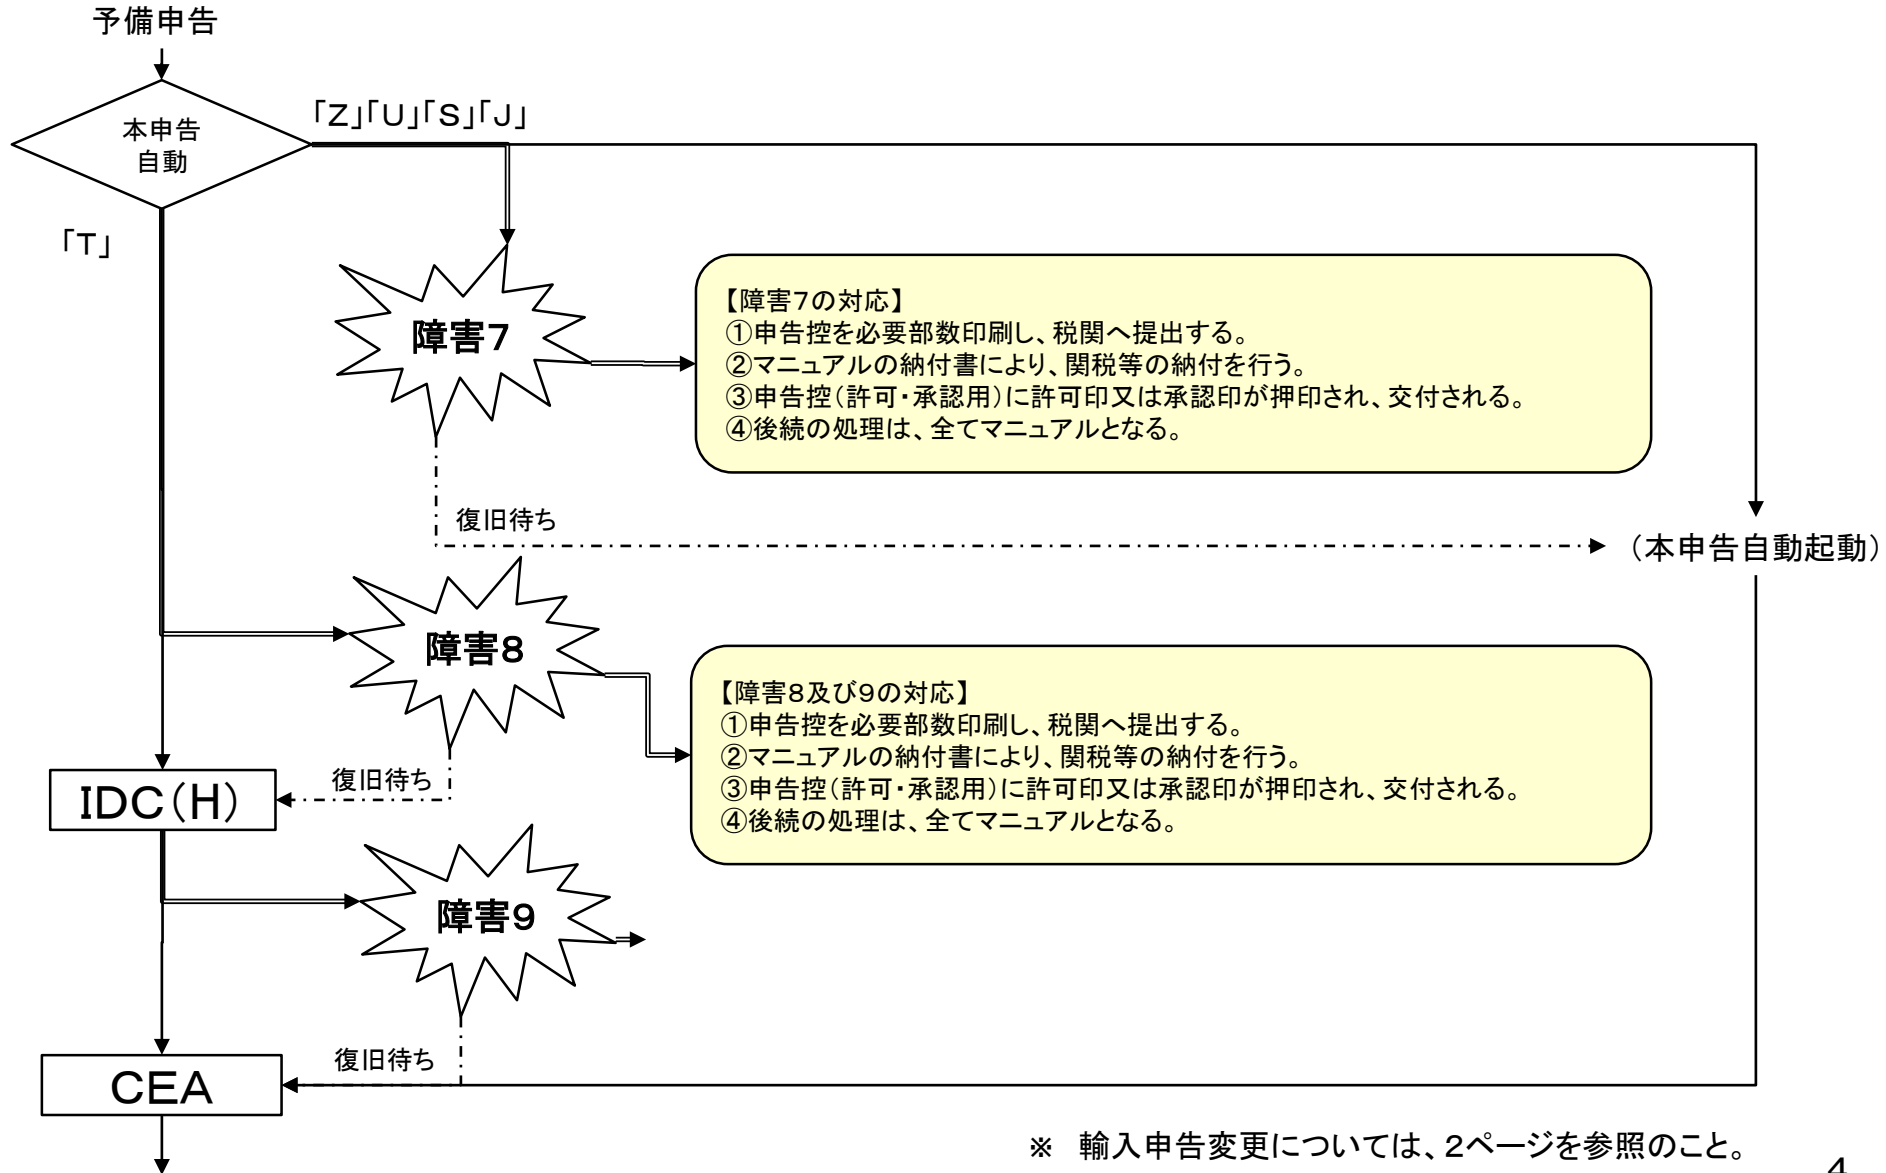 予備申告
本申告
自動
「Z」「U」「S」「J」
「T」
障害7
【障害7の対応】
①申告控を必要部数印刷し、税関へ提出する。
②マニュアルの納付書により、関税等の納付を行う。
③申告控(許可・承認用)に許可印又は承認印が押印され、交付される。
④後続の処理は、全てマニュアルとなる。
復旧待ち
(本申告自動起動)
障害8
【障害8及び9の対応】
①申告控を必要部数印刷し、税関へ提出する。
②マニュアルの納付書により、関税等の納付を行う。
③申告控(許可・承認用)に許可印又は承認印が押印され、交付される。
④後続の処理は、全てマニュアルとなる。
復旧待ち
IDC(H)
障害9
復旧待ち
CEA
※ 輸入申告変更については、2ページを参照のこと。
4